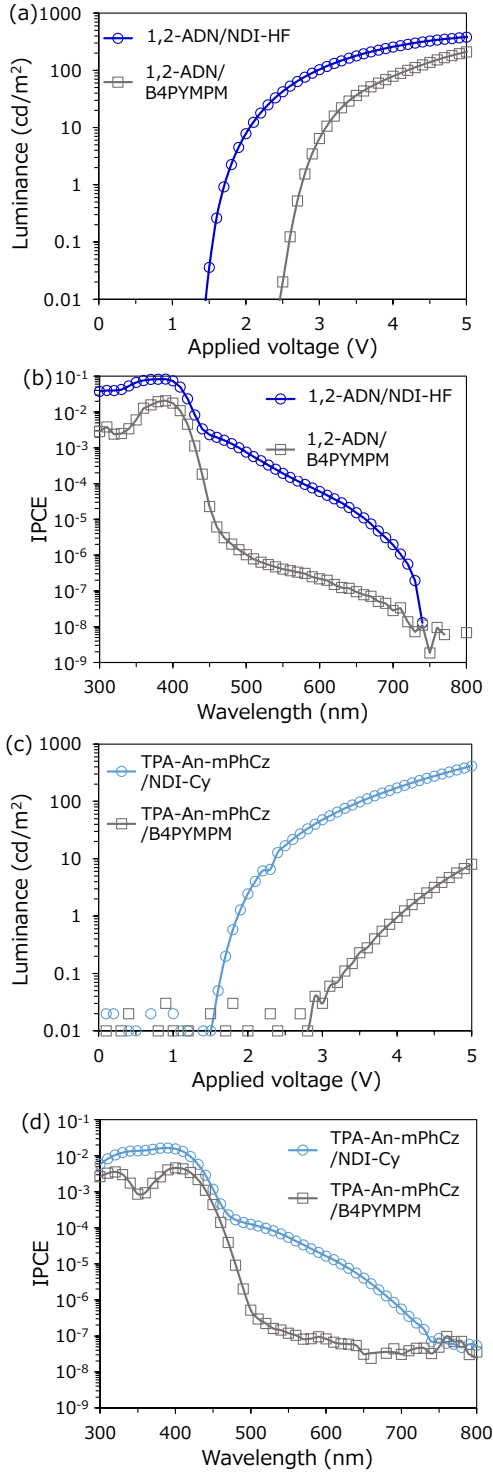 (a)
1000
100
10
1
0.1
0.01
Luminance (cd/m²)
1,2-ADN/NDI-HF
1,2-ADN/
B4PYMPM
0 1 2 3 4 5
Applied voltage (V)
(b)
10⁻¹
10⁻²
10⁻³
10⁻⁴
10⁻⁵
10⁻⁶
10⁻⁷
10⁻⁸
10⁻⁹
IPCE
1,2-ADN/NDI-HF
1,2-ADN/
B4PYMPM
300 400 500 600 700 800
Wavelength (nm)
(c)
1000
100
10
1
0.1
0.01
Luminance (cd/m²)
TPA-An-mPhCz
/NDI-Cy
TPA-An-mPhCz
/B4PYMPM
0 1 2 3 4 5
Applied voltage (V)
(d)
10⁻¹
10⁻²
10⁻³
10⁻⁴
10⁻⁵
10⁻⁶
10⁻⁷
10⁻⁸
10⁻⁹
IPCE
TPA-An-mPhCz
/NDI-Cy
TPA-An-mPhCz
/B4PYMPM
300 400 500 600 700 800
Wavelength (nm)